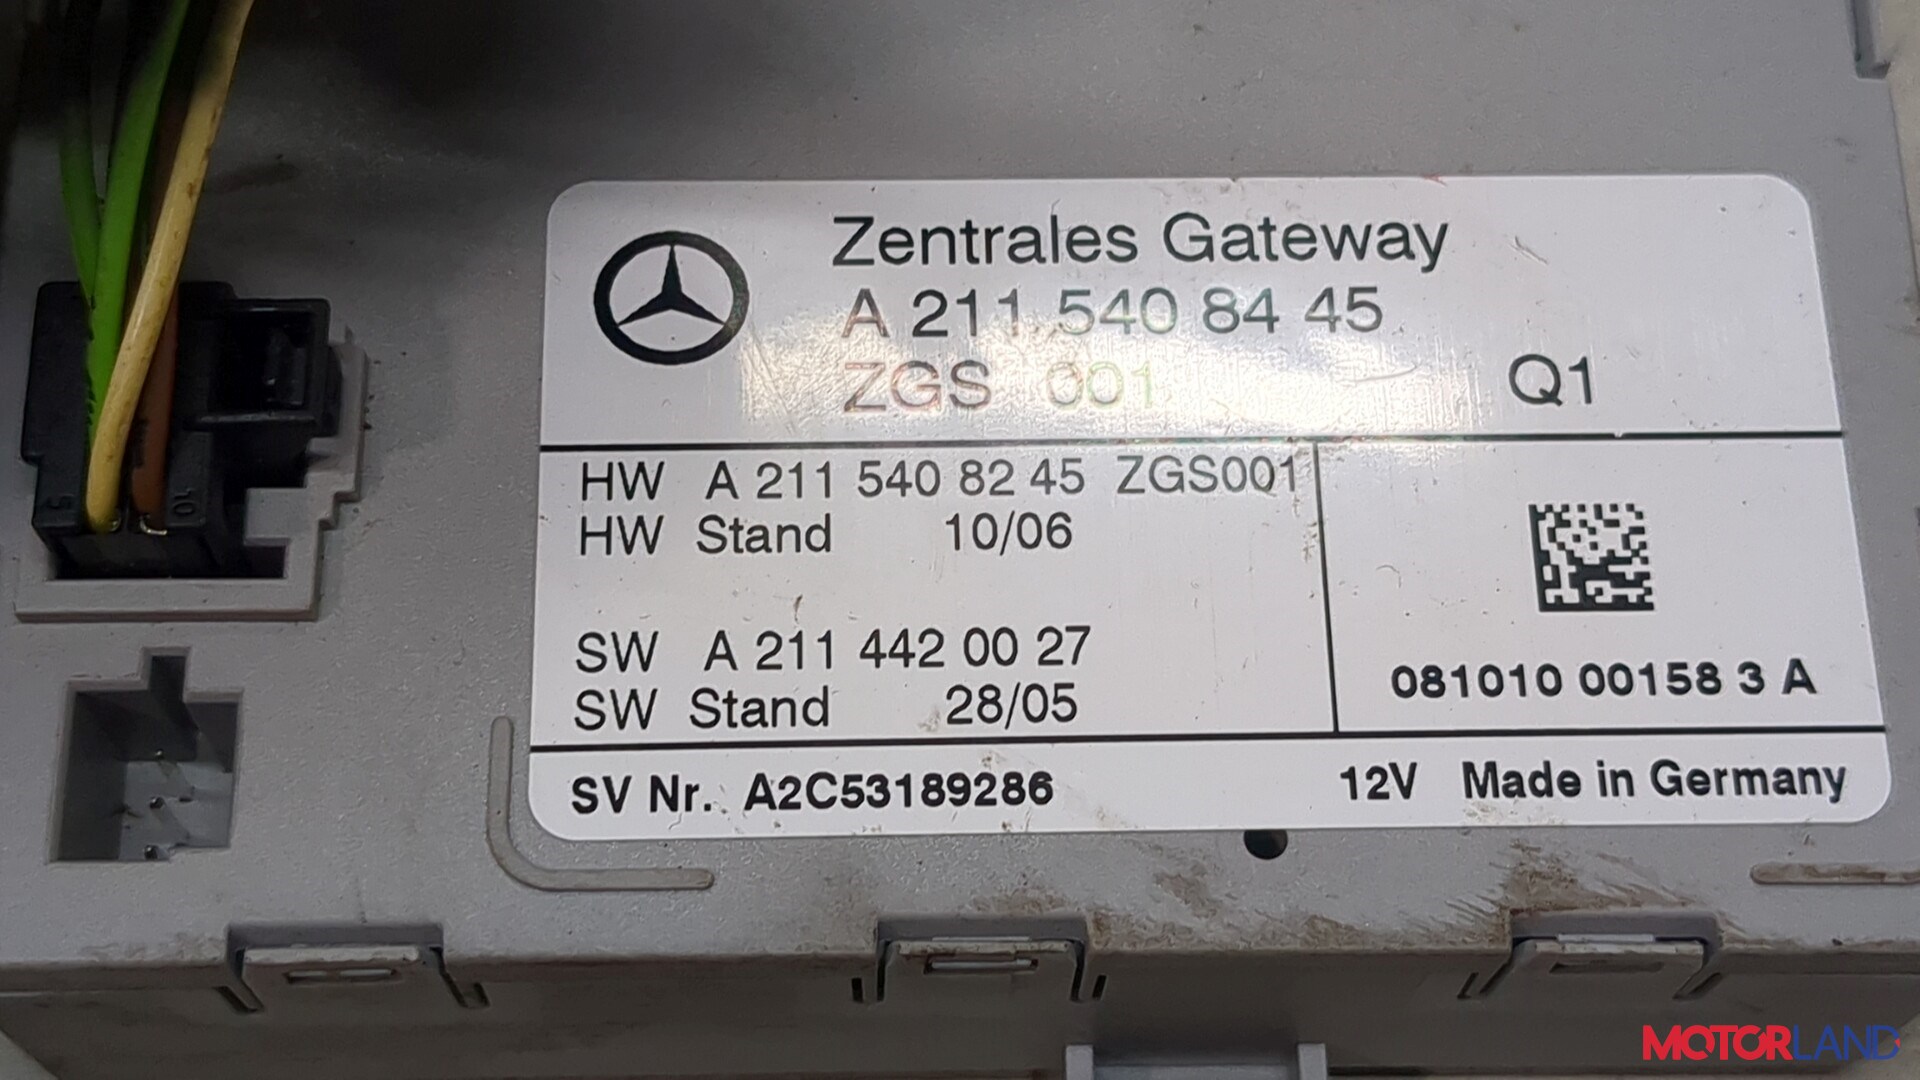 Zentrales Gateway
A 211 540 84 45
ZGS 001
Q1
HW A 211 540 82 45 ZGS001
HW Stand 10/06
SW A 211 442 00 27
SW Stand 28/05
081010 00158 3 A
SV Nr. A2C53189286
12V Made in Germany
5
10
MOTORLAND